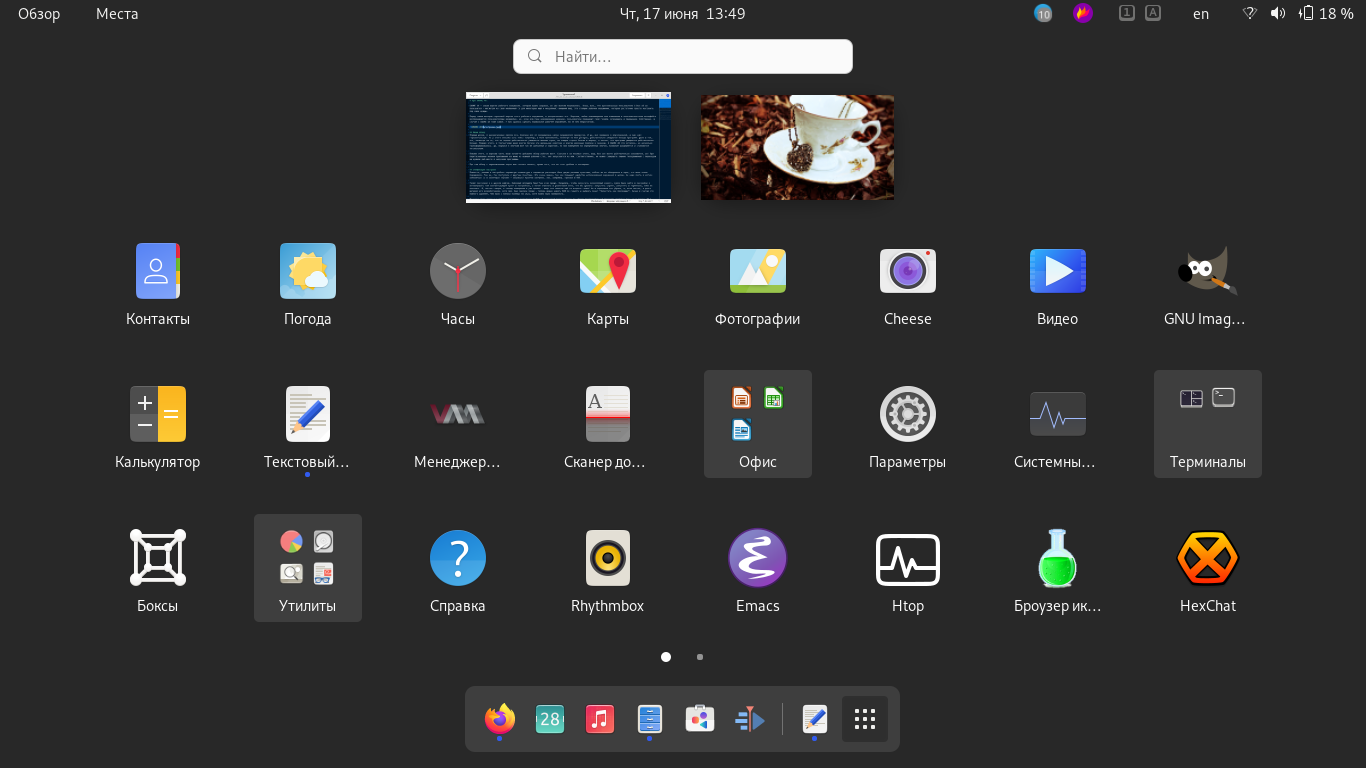 Обзор Места Чт, 17 июня 13:49 10 1 A en ? 18 %
Найти…
Контакты Погода Часы Карты Фотографии Cheese Видео GNU Imag…
A
Калькулятор Текстовый… Менеджер… Сканер до… Офис Параметры Системны… Терминалы
?
Боксы Утилиты Справка Rhythmbox Emacs Htop Броузер ик… HexChat
28